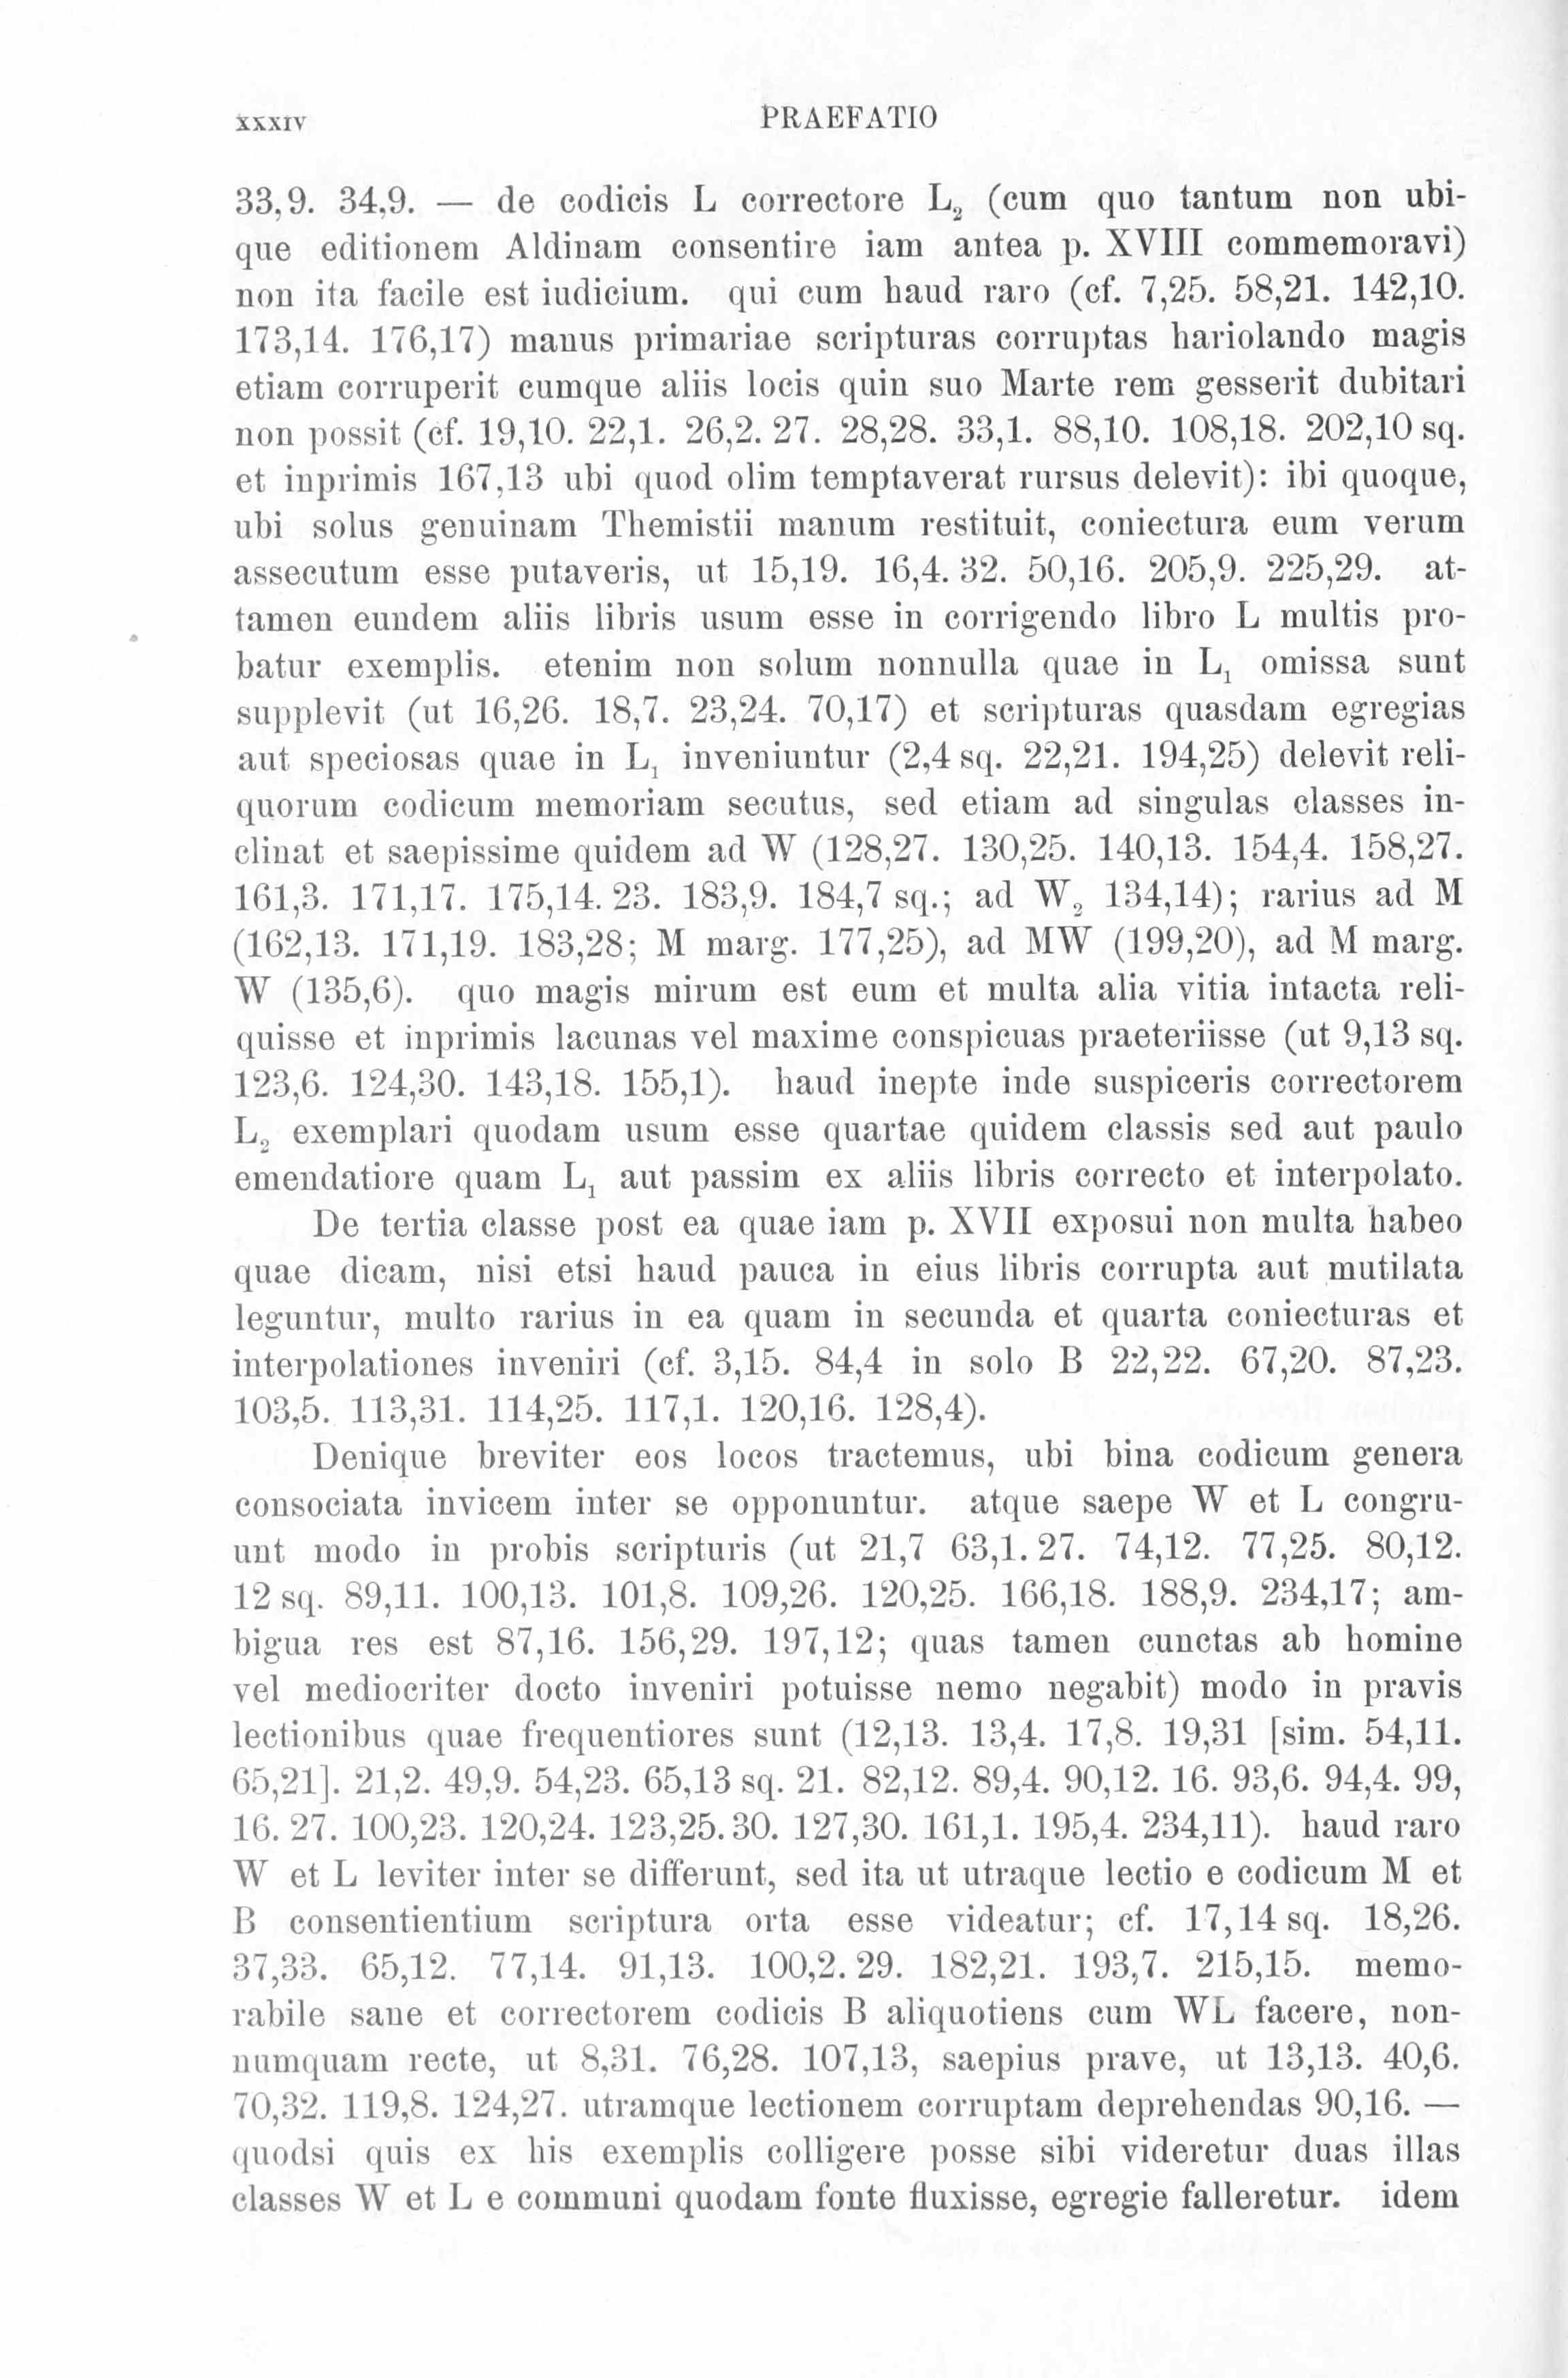 XXXIV PRAEFATIO
33,9. 34,9. — de codicis L correctore L₂ (cum quo tantum non ubi-
que editionem Aldinam consentire iam antea p. XVIII commemoravi)
non ita facile est iudicium. qui cum haud raro (cf. 7,25. 58,21. 142,10.
173,14. 176,17) manus primariae scripturas corruptas hariolando magis
etiam corruperit cumque aliis locis quin suo Marte rem gesserit dubitari
non possit (cf. 19,10. 22,1. 26,2. 27. 28,28. 33,1. 88,10. 108,18. 202,10 sq.
et inprimis 167,13 ubi quod olim temptaverat rursus delevit): ibi quoque,
ubi solus genuinam Themistii manum restituit, coniectura eum verum
assecutum esse putaveris, ut 15,19. 16,4. 32. 50,16. 205,9. 225,29. at-
tamen eundem aliis libris usum esse in corrigendo libro L multis pro-
batur exemplis. etenim non solum nonnulla quae in L₁ omissa sunt
supplevit (ut 16,26. 18,7. 23,24. 70,17) et scripturas quasdam egregias
aut speciosas quae in L₁ inveniuntur (2,4 sq. 22,21. 194,25) delevit reli-
quorum codicum memoriam secutus, sed etiam ad singulas classes in-
clinat et saepissime quidem ad W (128,27. 130,25. 140,13. 154,4. 158,27.
161,3. 171,17. 175,14. 23. 183,9. 184,7 sq.; ad W₂ 134,14); rarius ad M
(162,13. 171,19. 183,28; M marg. 177,25), ad MW (199,20), ad M marg.
W (135,6). quo magis mirum est eum et multa alia vitia intacta reli-
quisse et inprimis lacunas vel maxime conspicuas praeteriisse (ut 9,13 sq.
123,6. 124,30. 143,18. 155,1). haud inepte inde suspiceris correctorem
L₂ exemplari quodam usum esse quartae quidem classis sed aut paulo
emendatiore quam L₁ aut passim ex aliis libris correcto et interpolato.
De tertia classe post ea quae iam p. XVII exposui non multa habeo
quae dicam, nisi etsi haud pauca in eius libris corrupta aut mutilata
leguntur, multo rarius in ea quam in secunda et quarta coniecturas et
interpolationes inveniri (cf. 3,15. 84,4 in solo B 22,22. 67,20. 87,23.
103,5. 113,31. 114,25. 117,1. 120,16. 128,4).
Denique breviter eos locos tractemus, ubi bina codicum genera
consociata invicem inter se opponuntur. atque saepe W et L congru-
unt modo in probis scripturis (ut 21,7 63,1. 27. 74,12. 77,25. 80,12.
12 sq. 89,11. 100,13. 101,8. 109,26. 120,25. 166,18. 188,9. 234,17; am-
bigua res est 87,16. 156,29. 197,12; quas tamen cunctas ab homine
vel mediocriter docto inveniri potuisse nemo negabit) modo in pravis
lectionibus quae frequentiores sunt (12,13. 13,4. 17,8. 19,31 [sim. 54,11.
65,21]. 21,2. 49,9. 54,23. 65,13 sq. 21. 82,12. 89,4. 90,12. 16. 93,6. 94,4. 99,
16. 27. 100,23. 120,24. 123,25. 30. 127,30. 161,1. 195,4. 234,11). haud raro
W et L leviter inter se differunt, sed ita ut utraque lectio e codicum M et
B consentientium scriptura orta esse videatur; cf. 17,14 sq. 18,26.
37,33. 65,12. 77,14. 91,13. 100,2. 29. 182,21. 193,7. 215,15. memo-
rabile sane et correctorem codicis B aliquotiens cum WL facere, non-
numquam recte, ut 8,31. 76,28. 107,13, saepius prave, ut 13,13. 40,6.
70,32. 119,8. 124,27. utramque lectionem corruptam deprehendas 90,16. —
quodsi quis ex his exemplis colligere posse sibi videretur duas illas
classes W et L e communi quodam fonte fluxisse, egregie falleretur. idem